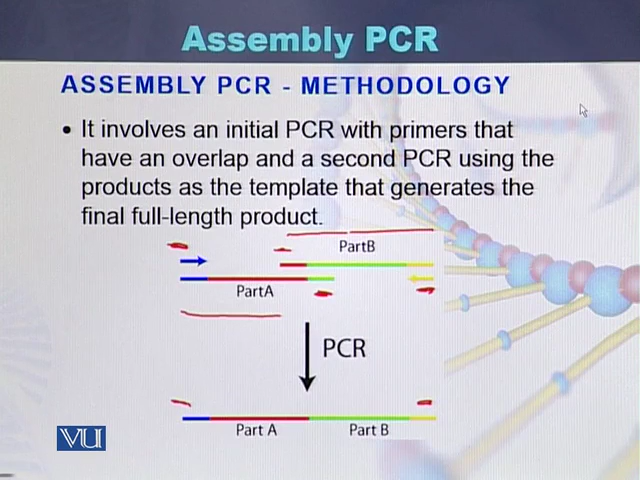 Assembly PCR
ASSEMBLY PCR - METHODOLOGY
• It involves an initial PCR with primers that
have an overlap and a second PCR using the
products as the template that generates the
final full-length product.
PartB
PartA
PCR
Part A Part B
VU